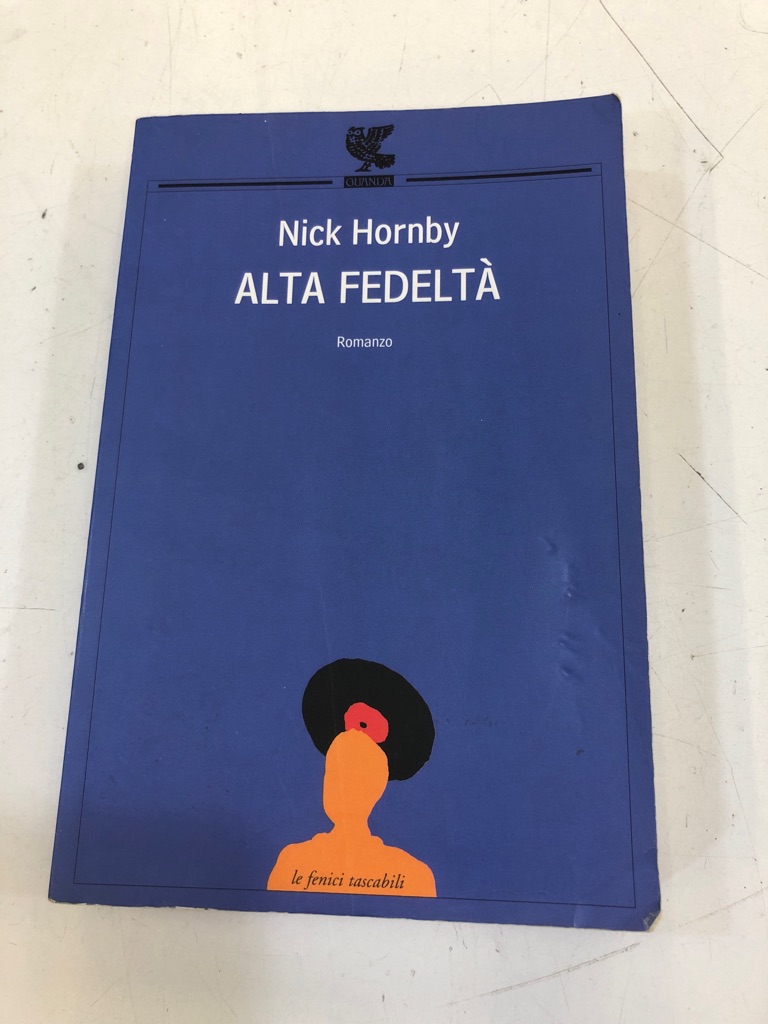 GUANDA
Nick Hornby
ALTA FEDELTÀ
Romanzo
le fenici tascabili